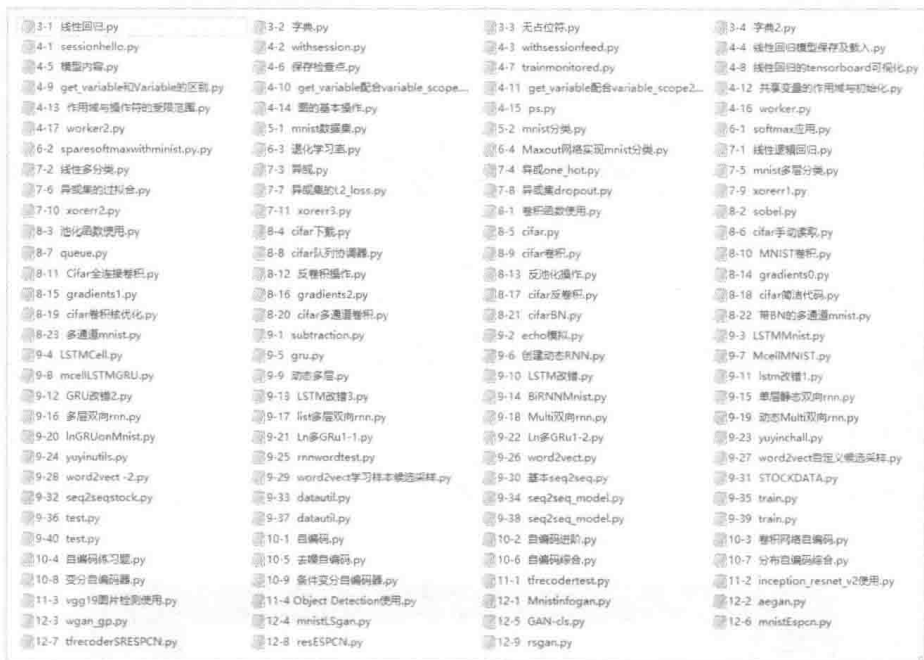 3-1 线性回归.py 3-2 字典.py 3-3 无占位符.py 3-4 字典2.py
4-1 sessionhello.py 4-2 withsession.py 4-3 withsessionfeed.py 4-4 线性回归模型保存及载入.py
4-5 模型内容.py 4-6 保存检查点.py 4-7 trainmonitored.py 4-8 线性回归的tensorboard可视化.py
4-9 get_variable和Variable的区别.py 4-10 get_variable配合variable_scope.... 4-11 get_variable配合variable_scope2.... 4-12 共享变量的作用域与初始化.py
4-13 作用域与操作符的受限范围.py 4-14 图的基本操作.py 4-15 ps.py 4-16 worker.py
4-17 worker2.py 5-1 mnist数据集.py 5-2 mnist分类.py 6-1 softmax应用.py
6-2 sparesoftmaxwithminist.py.py 6-3 退化学习率.py 6-4 Maxout网络实现mnist分类.py 7-1 线性逻辑回归.py
7-2 线性多分类.py 7-3 异或.py 7-4 异或one_hot.py 7-5 mnist多层分类.py
7-6 异或集的过拟合.py 7-7 异或集的L2_loss.py 7-8 异或集dropout.py 7-9 xorerr1.py
7-10 xorerr2.py 7-11 xorerr3.py 8-1 卷积函数使用.py 8-2 sobel.py
8-3 池化函数使用.py 8-4 cifar下载.py 8-5 cifar.py 8-6 cifar手动读取.py
8-7 queue.py 8-8 cifar队列协调器.py 8-9 cifar卷积.py 8-10 MNIST卷积.py
8-11 Cifar全连接卷积.py 8-12 反卷积操作.py 8-13 反池化操作.py 8-14 gradients0.py
8-15 gradients1.py 8-16 gradients2.py 8-17 cifar反卷积.py 8-18 cifar简洁代码.py
8-19 cifar卷积核优化.py 8-20 cifar多通道卷积.py 8-21 cifarBN.py 8-22 带BN的多通道mnist.py
8-23 多通道mnist.py 9-1 subtraction.py 9-2 echo模拟.py 9-3 LSTMMnist.py
9-4 LSTMCell.py 9-5 gru.py 9-6 创建动态RNN.py 9-7 McellMNIST.py
9-8 mcellLSTMGRU.py 9-9 动态多层.py 9-10 LSTM改错.py 9-11 lstm改错1.py
9-12 GRU改错2.py 9-13 LSTM改错3.py 9-14 BiRNNMnist.py 9-15 单层静态双向rnn.py
9-16 多层双向rnn.py 9-17 list多层双向rnn.py 9-18 Multi双向rnn.py 9-19 动态Multi双向rnn.py
9-20 lnGRUonMnist.py 9-21 Ln多GRu1-1.py 9-22 Ln多GRu1-2.py 9-23 yuyinchall.py
9-24 yuyinutils.py 9-25 rnnwordtest.py 9-26 word2vect.py 9-27 word2vect自定义候选采样.py
9-28 word2vect -2.py 9-29 word2vect学习样本候选采样.py 9-30 基本seq2seq.py 9-31 STOCKDATA.py
9-32 seq2seqstock.py 9-33 datautil.py 9-34 seq2seq_model.py 9-35 train.py
9-36 test.py 9-37 datautil.py 9-38 seq2seq_model.py 9-39 train.py
9-40 test.py 10-1 自编码.py 10-2 自编码进阶.py 10-3 卷积网络自编码.py
10-4 自编码练习题.py 10-5 去噪自编码.py 10-6 自编码综合.py 10-7 分布自编码综合.py
10-8 变分自编码器.py 10-9 条件变分自编码器.py 11-1 tfrecodertest.py 11-2 inception_resnet_v2使用.py
11-3 vgg19图片检测使用.py 11-4 Object Detection使用.py 12-1 Mnistinfogan.py 12-2 aegan.py
12-3 wgan_gp.py 12-4 mnistLSgan.py 12-5 GAN-cls.py 12-6 mnistEspcn.py
12-7 tfrecoderSRESPCN.py 12-8 resESPCN.py 12-9 rsgan.py